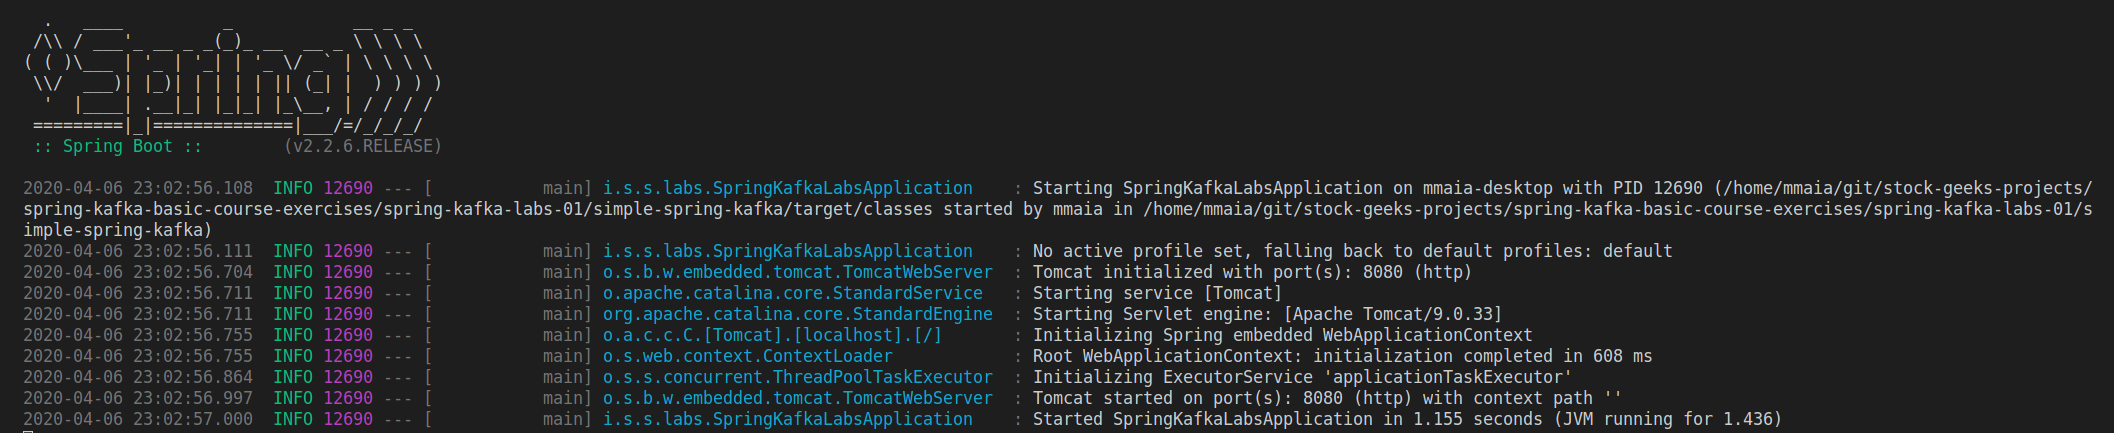 .   ____          _            __ _ _
 /\\ / ___'_ __ _ _(_)_ __  __ _ \ \ \ \
( ( )\___ | '_ | '_| | '_ \/ _` | \ \ \ \
 \\/  ___)| |_)| | | | | || (_| |  ) ) ) )
  '  |____| .__|_| |_|_| |_\__, | / / / /
 =========|_|==============|___/=/_/_/_/
 :: Spring Boot ::        (v2.2.6.RELEASE)
2020-04-06 23:02:56.108  INFO 12690 --- [           main] i.s.s.labs.SpringKafkaLabsApplication    : Starting SpringKafkaLabsApplication on mmaia-desktop with PID 12690 (/home/mmaia/git/stock-geeks-projects/
spring-kafka-basic-course-exercises/spring-kafka-labs-01/simple-spring-kafka/target/classes started by mmaia in /home/mmaia/git/stock-geeks-projects/spring-kafka-basic-course-exercises/spring-kafka-labs-01/s
imple-spring-kafka)
2020-04-06 23:02:56.111  INFO 12690 --- [           main] i.s.s.labs.SpringKafkaLabsApplication    : No active profile set, falling back to default profiles: default
2020-04-06 23:02:56.704  INFO 12690 --- [           main] o.s.b.w.embedded.tomcat.TomcatWebServer  : Tomcat initialized with port(s): 8080 (http)
2020-04-06 23:02:56.711  INFO 12690 --- [           main] o.apache.catalina.core.StandardService   : Starting service [Tomcat]
2020-04-06 23:02:56.711  INFO 12690 --- [           main] org.apache.catalina.core.StandardEngine  : Starting Servlet engine: [Apache Tomcat/9.0.33]
2020-04-06 23:02:56.755  INFO 12690 --- [           main] o.a.c.c.C.[Tomcat].[localhost].[/]       : Initializing Spring embedded WebApplicationContext
2020-04-06 23:02:56.755  INFO 12690 --- [           main] o.s.web.context.ContextLoader            : Root WebApplicationContext: initialization completed in 608 ms
2020-04-06 23:02:56.864  INFO 12690 --- [           main] o.s.s.concurrent.ThreadPoolTaskExecutor  : Initializing ExecutorService 'applicationTaskExecutor'
2020-04-06 23:02:56.997  INFO 12690 --- [           main] o.s.b.w.embedded.tomcat.TomcatWebServer  : Tomcat started on port(s): 8080 (http) with context path ''
2020-04-06 23:02:57.000  INFO 12690 --- [           main] i.s.s.labs.SpringKafkaLabsApplication    : Started SpringKafkaLabsApplication in 1.155 seconds (JVM running for 1.436)